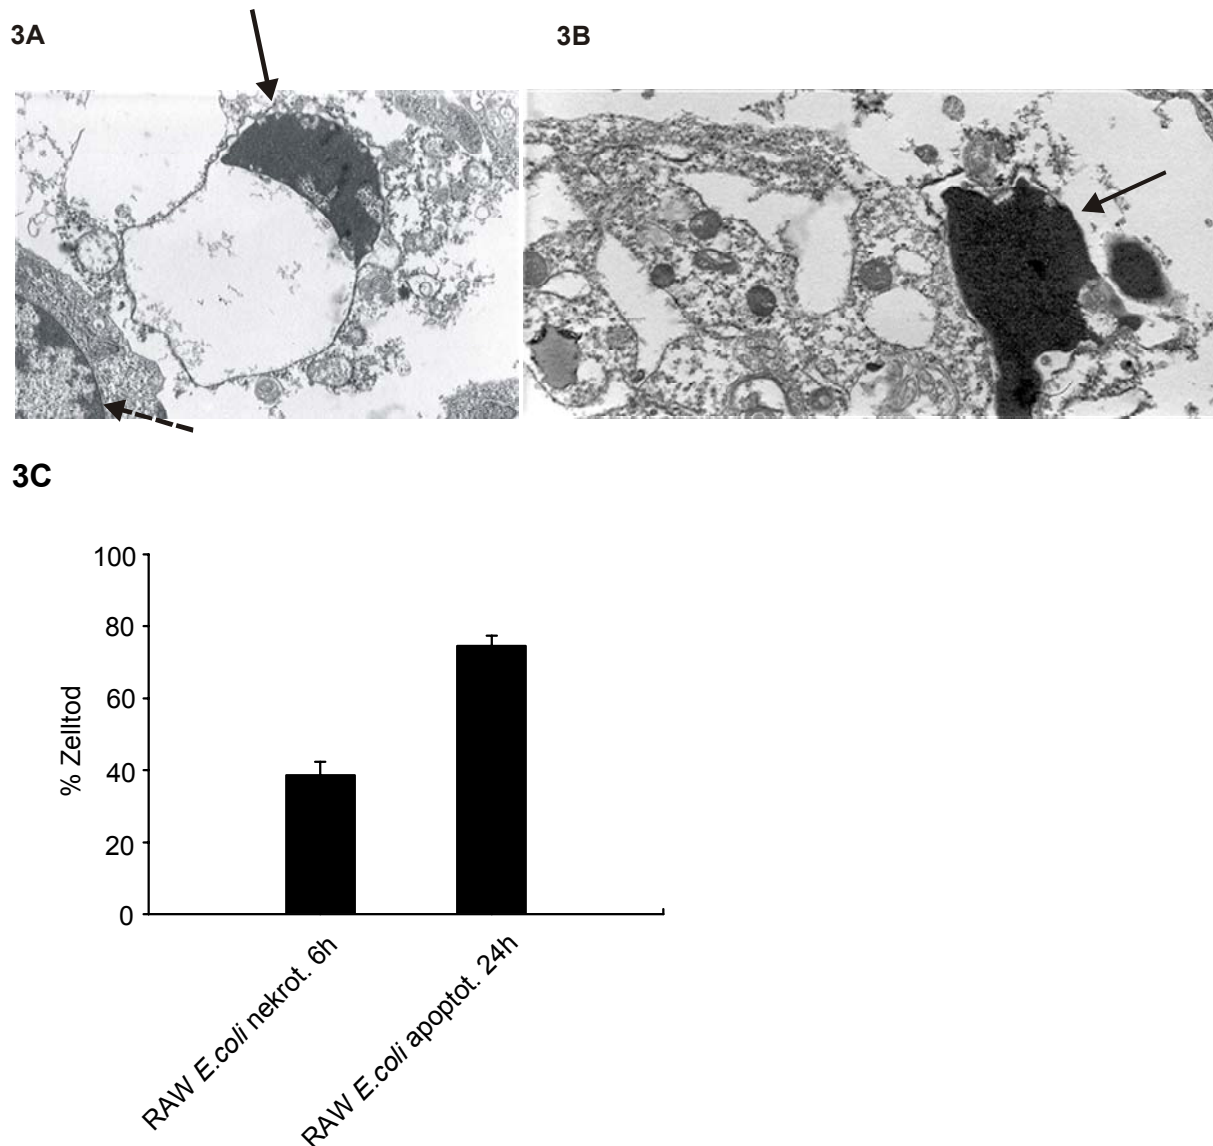 3A
3B
3C
100
80
60
40
20
0
% Zelltod
RAW E.coli nekrot. 6h
RAW E.coli apoptot. 24h